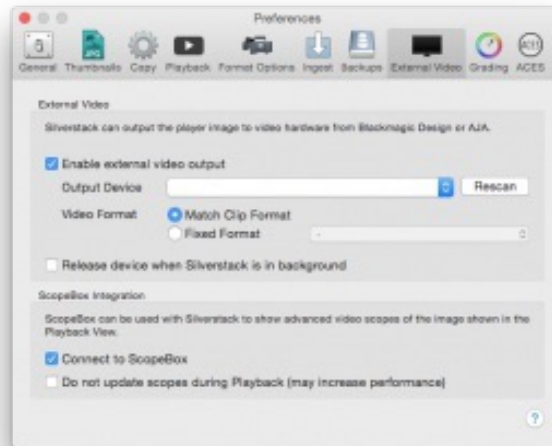 Preferences
General Thumbnails Copy Playback Format Options Ingest Backups External Video Grading ACES
External Video
Silverstack can output the player image to video hardware from Blackmagic Design or AJA.
Enable external video output
Output Device Rescan
Video Format Match Clip Format
Fixed Format -
Release device when Silverstack is in background
ScopeBox Integration
ScopeBox can be used with Silverstack to show advanced video scopes of the image shown in the
Playback View.
Connect to ScopeBox
Do not update scopes during Playback (may increase performance)
?